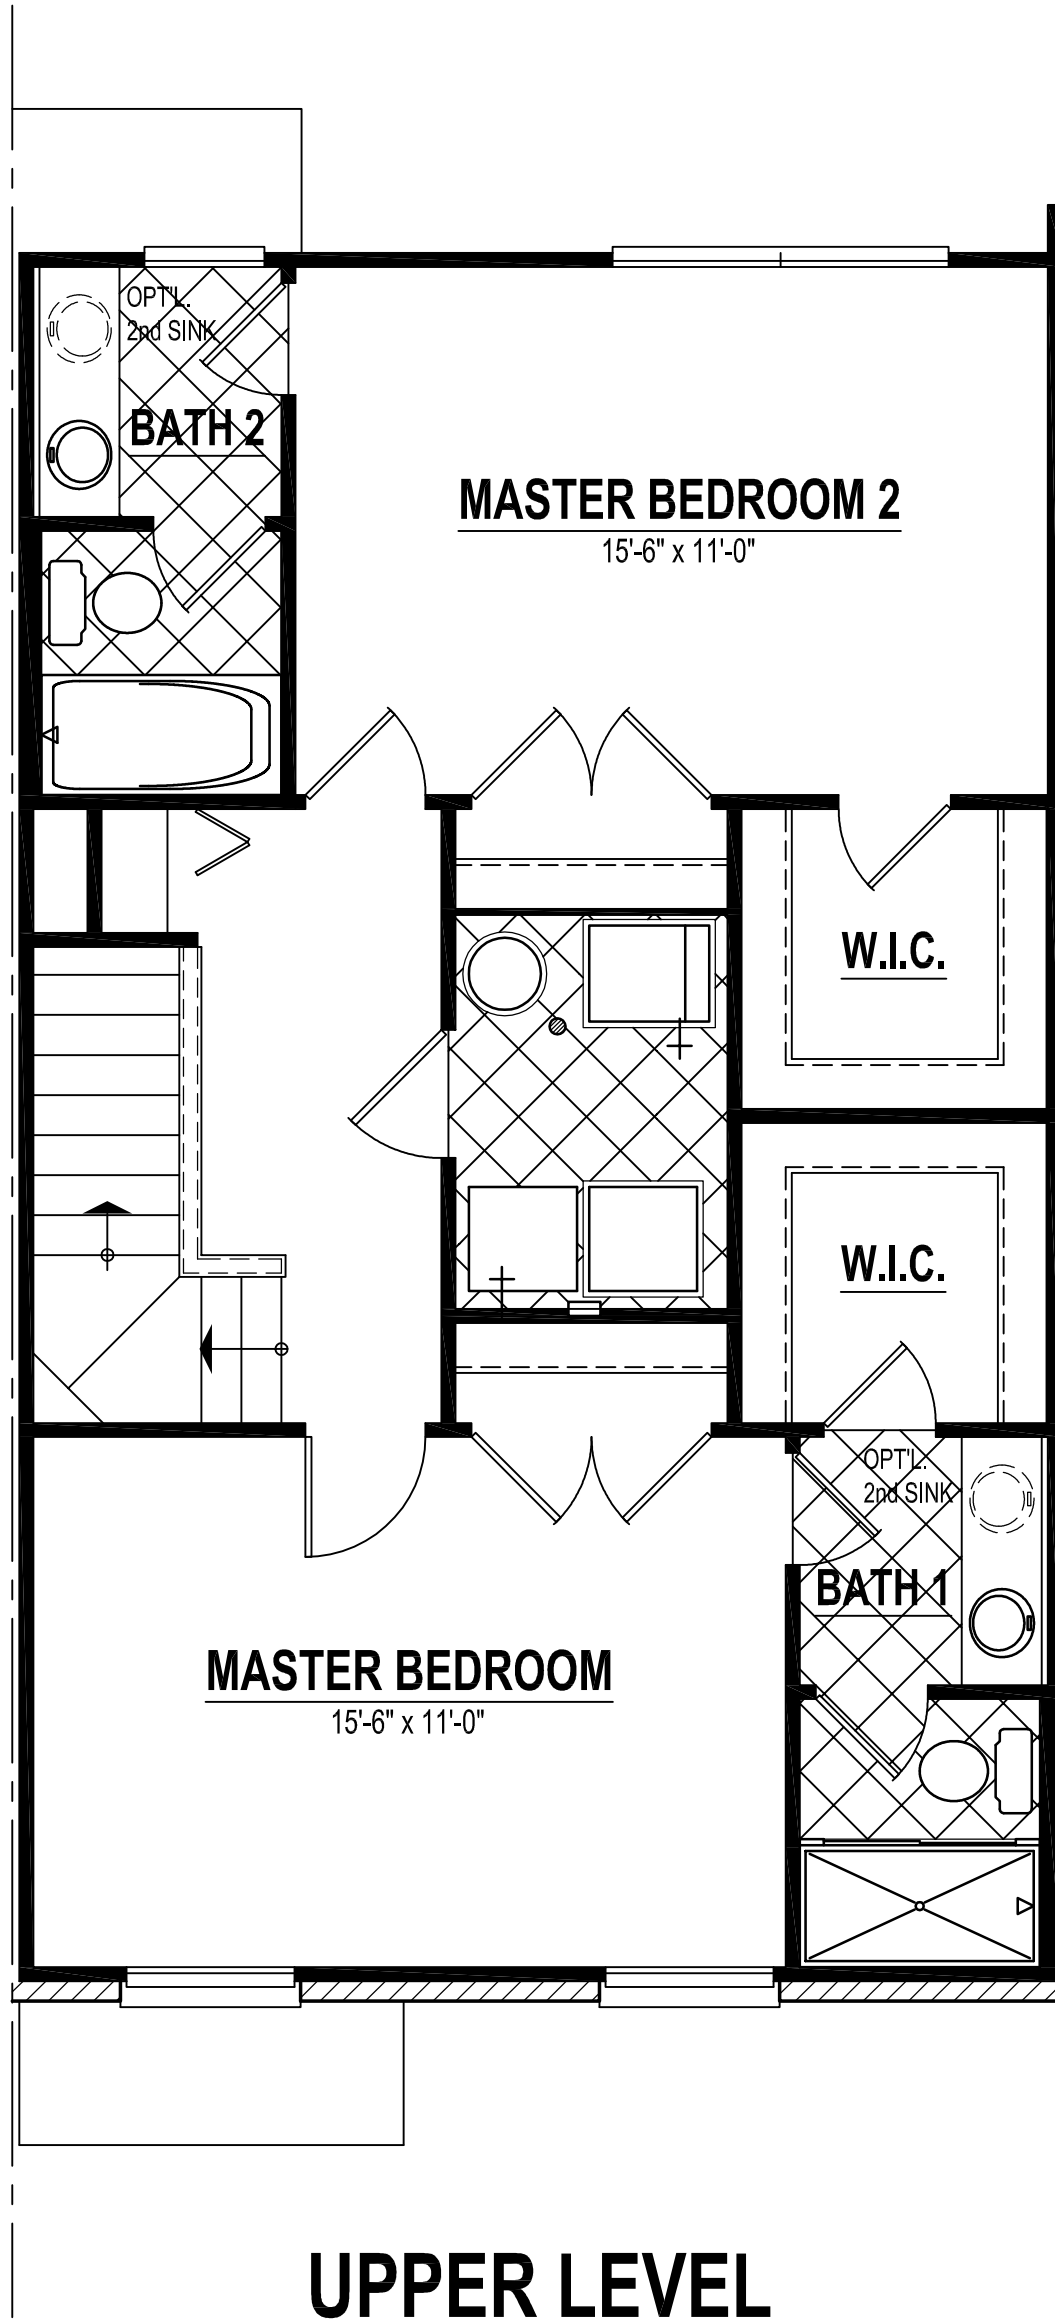 OPT'L.
2nd SINK
BATH 2
MASTER BEDROOM 2
15'-6" x 11'-0"
W.I.C.
W.I.C.
OPT'L.
2nd SINK
BATH 1
MASTER BEDROOM
15'-6" x 11'-0"
UPPER LEVEL